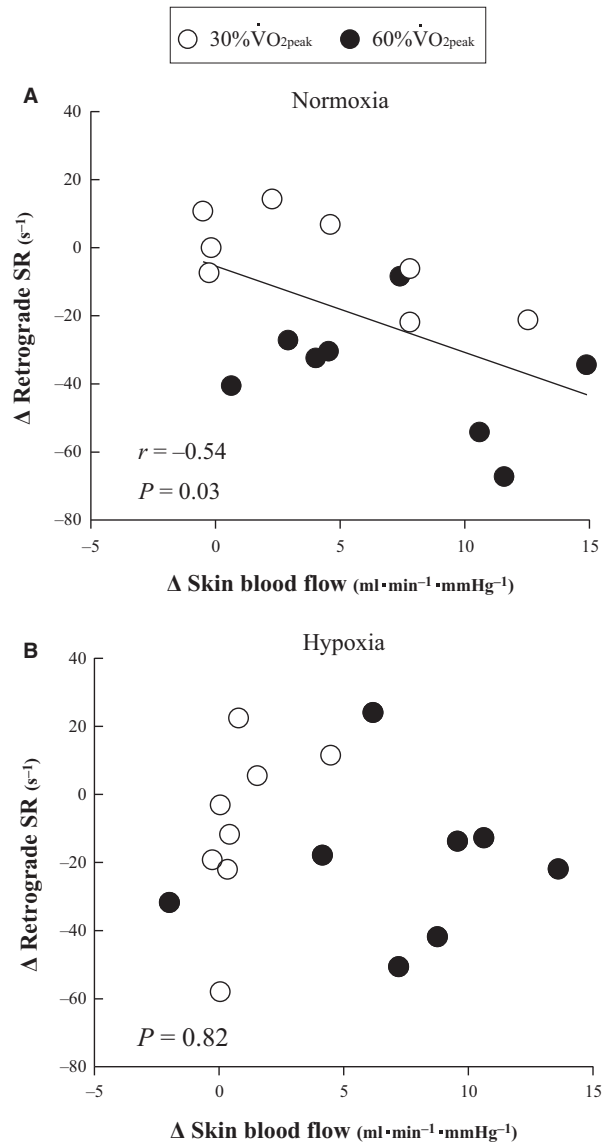 30%V̇O2peak 60%V̇O2peak
A
Normoxia
40
20
0
–20
–40
–60
–80
Δ Retrograde SR (s⁻¹)
r = –0.54
P = 0.03
–5 0 5 10 15
Δ Skin blood flow (ml·min⁻¹·mmHg⁻¹)
B
Hypoxia
40
20
0
–20
–40
–60
–80
Δ Retrograde SR (s⁻¹)
P = 0.82
–5 0 5 10 15
Δ Skin blood flow (ml·min⁻¹·mmHg⁻¹)